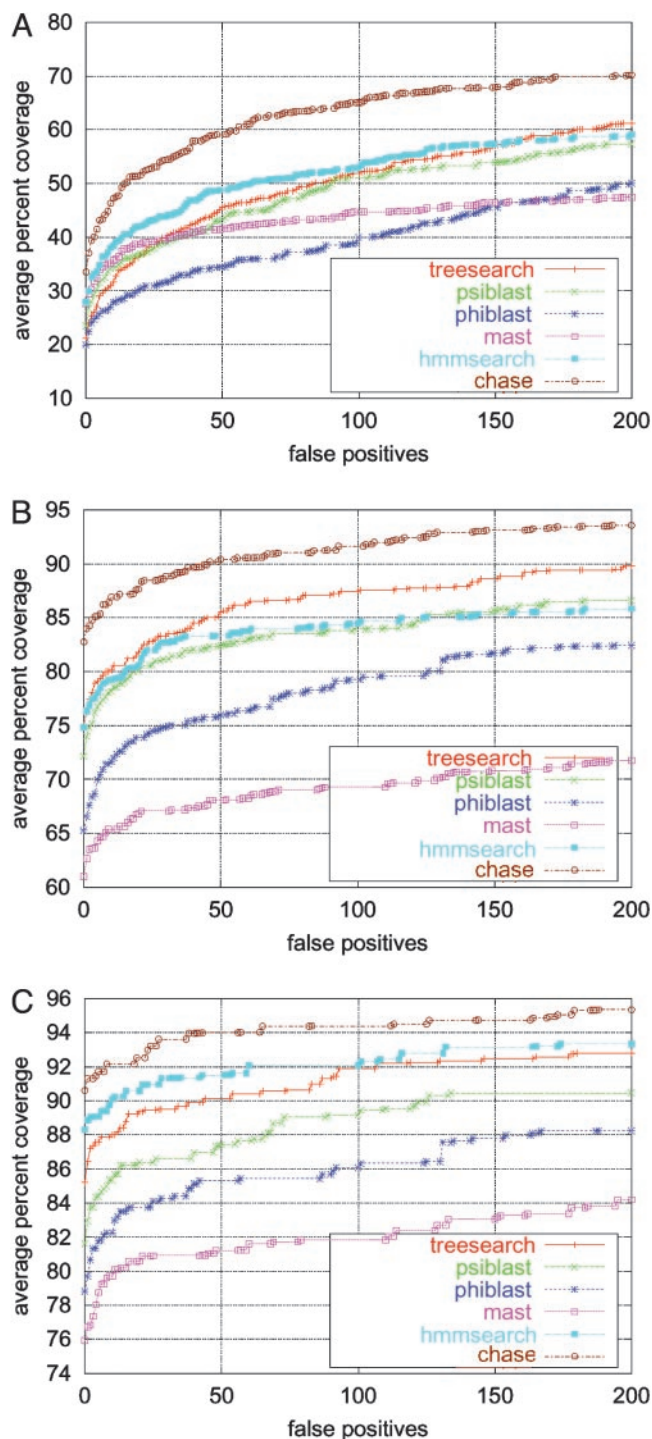 A
average percent coverage
80
70
60
50
40
30
20
10
treesearch
psiblast
phiblast
mast
hmmsearch
chase
0 50 100 150 200
false positives
B
average percent coverage
95
90
85
80
75
70
65
60
treesearch
psiblast
phiblast
mast
hmmsearch
chase
0 50 100 150 200
false positives
C
average percent coverage
96
94
92
90
88
86
84
82
80
78
76
74
treesearch
psiblast
phiblast
mast
hmmsearch
chase
0 50 100 150 200
false positives